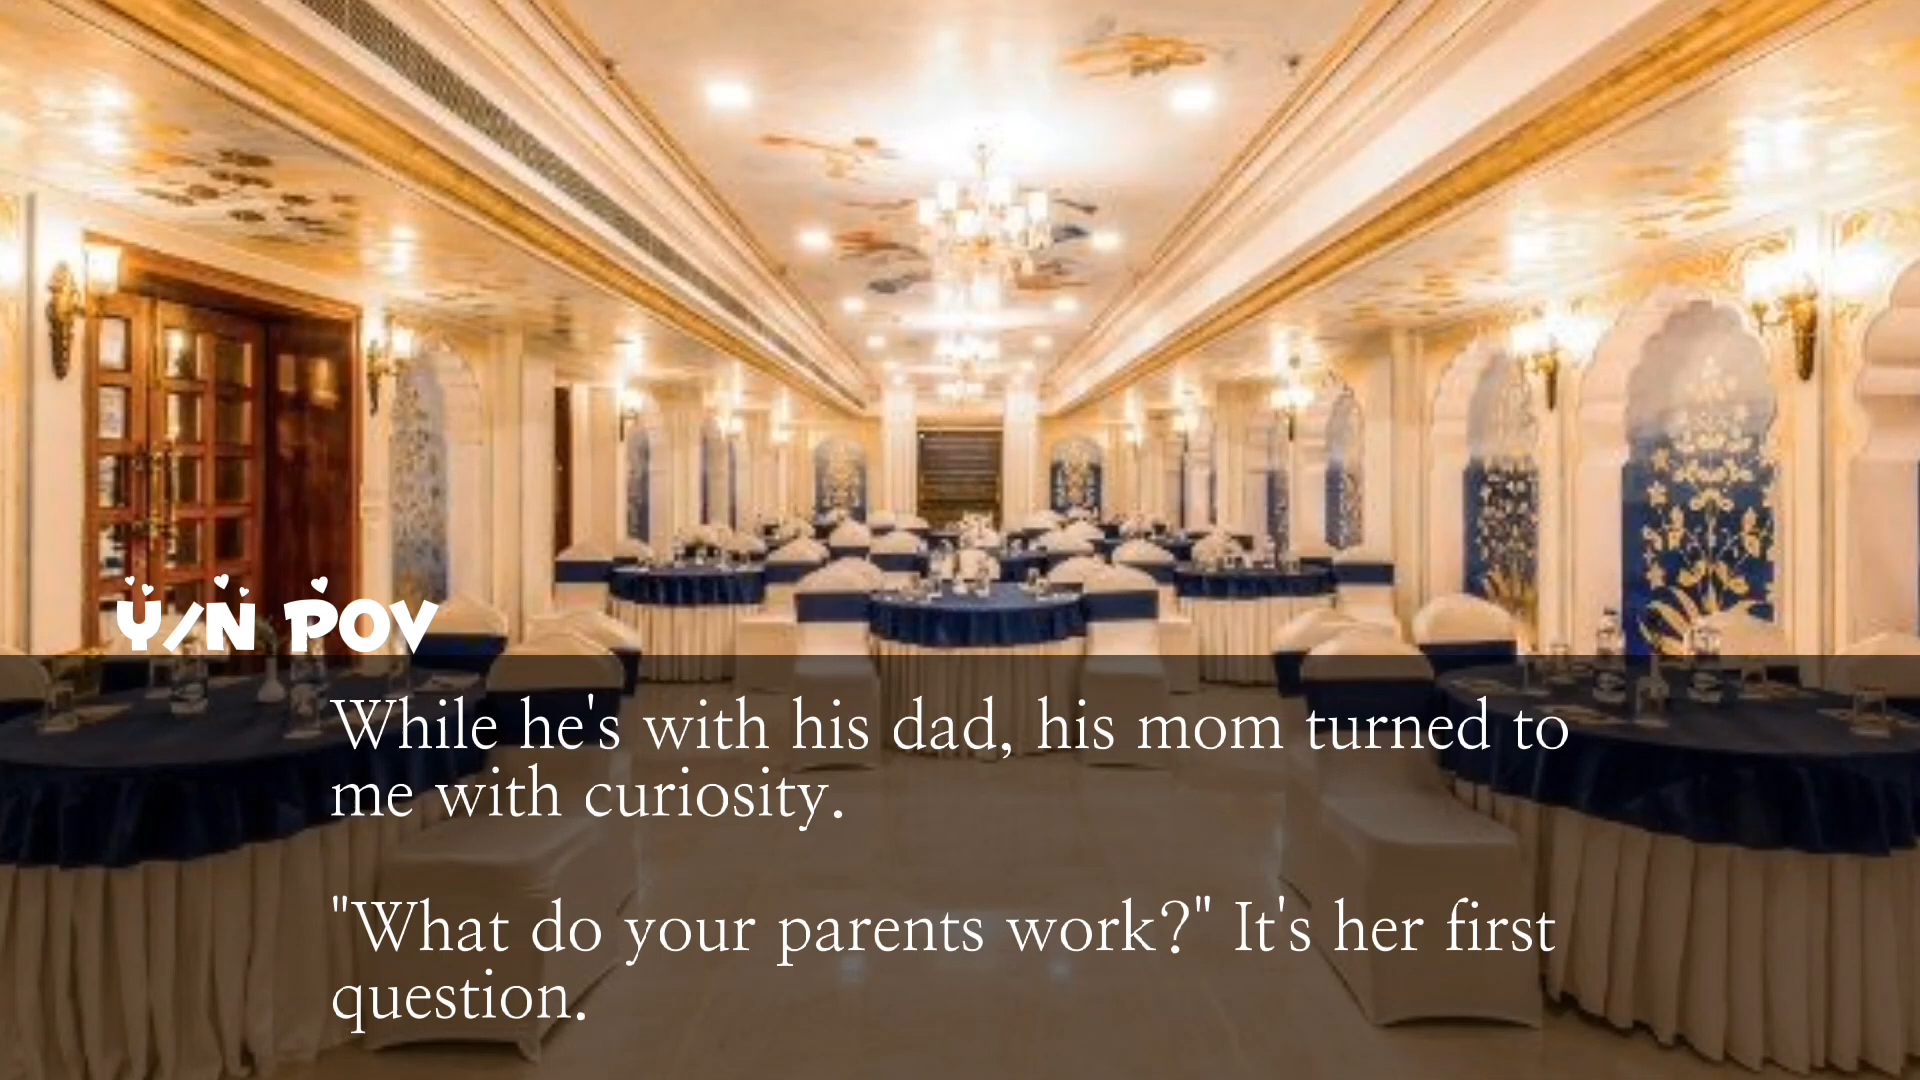 Y/N POV
While he's with his dad, his mom turned to
me with curiosity.
"What do your parents work?" It's her first
question.